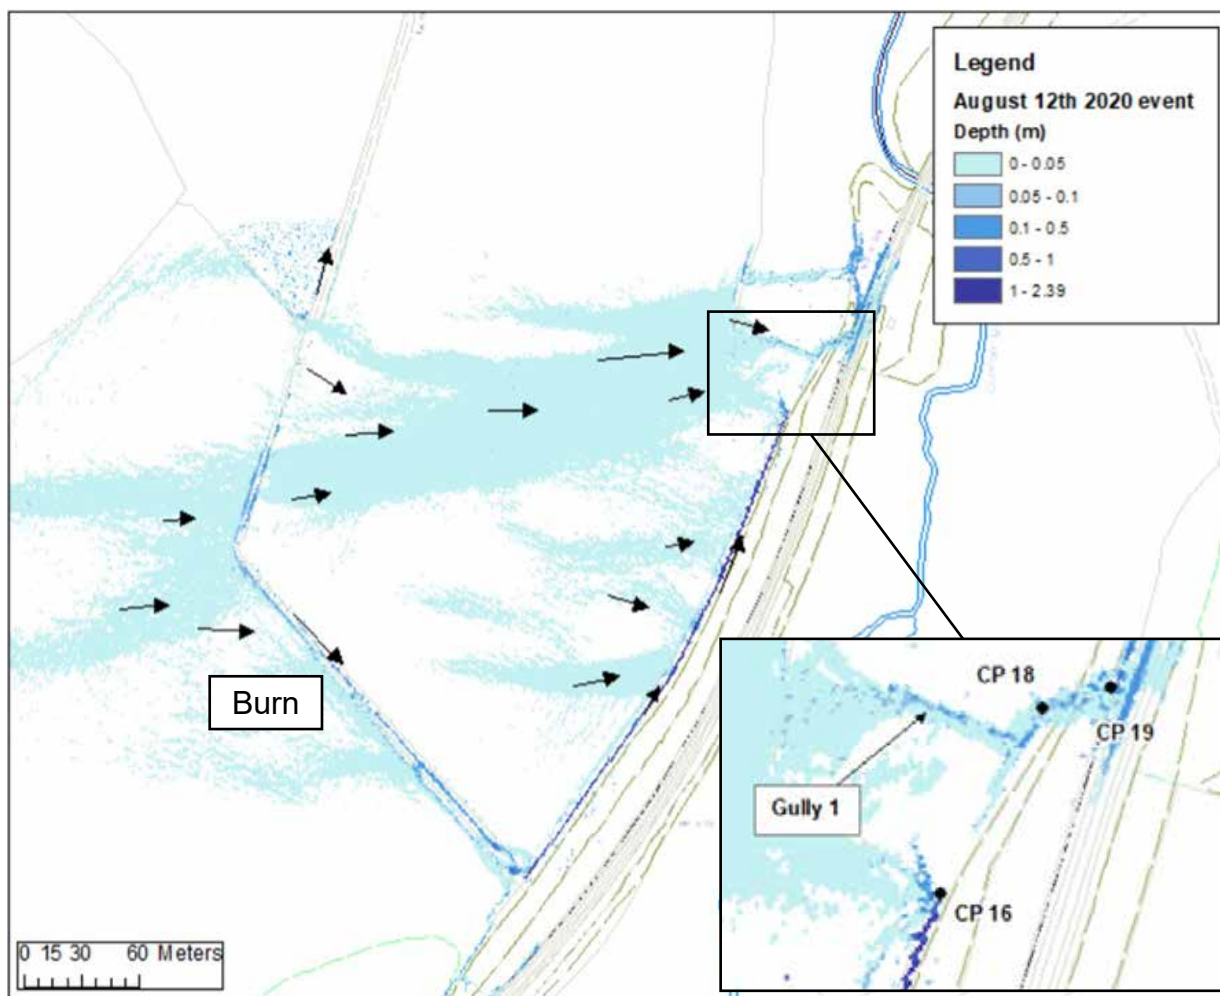 Legend
August 12th 2020 event
Depth (m)
0 - 0.05
0.05 - 0.1
0.1 - 0.5
0.5 - 1
1 - 2.39
Burn
CP 18
CP 19
Gully 1
CP 16
0 15 30 60 Meters